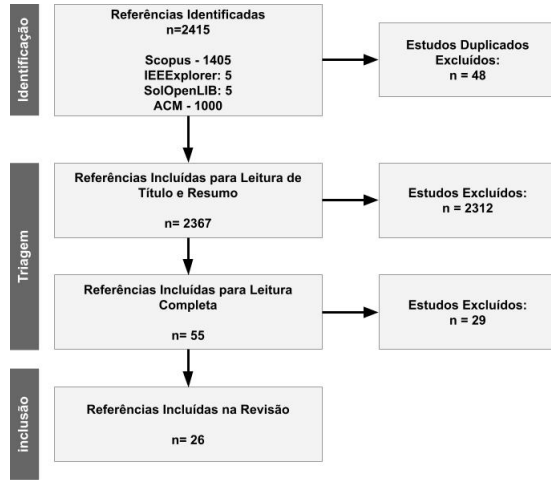 Identificação
Referências Identificadas
n=2415
Scopus - 1405
IEEExplorer: 5
SolOpenLIB: 5
ACM - 1000
Estudos Duplicados
Excluídos:
n = 48
Triagem
Referências Incluídas para Leitura de
Título e Resumo
n= 2367
Estudos Excluídos:
n = 2312
Referências Incluídas para Leitura
Completa
n= 55
Estudos Excluídos:
n = 29
inclusão
Referências Incluídas na Revisão
n= 26